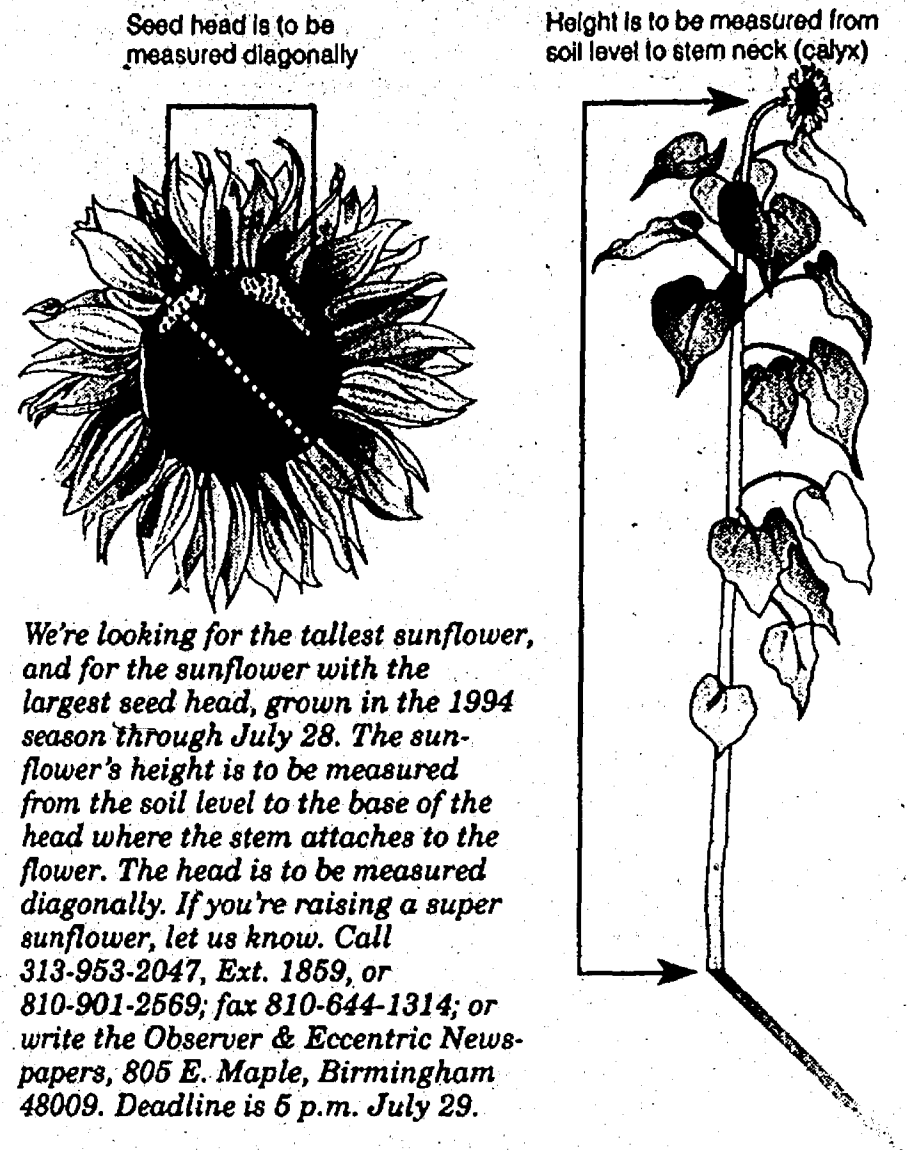 Seed head is to be
measured diagonally
Height is to be measured from
soil level to stem neck (calyx)
We're looking for the tallest sunflower,
and for the sunflower with the
largest seed head, grown in the 1994
season through July 28. The sun-
flower's height is to be measured
from the soil level to the base of the
head where the stem attaches to the
flower. The head is to be measured
diagonally. If you're raising a super
sunflower, let us know. Call
313-953-2047, Ext. 1859, or
810-901-2569; fax 810-644-1314; or
write the Observer & Eccentric News-
papers, 805 E. Maple, Birmingham
48009. Deadline is 5 p.m. July 29.